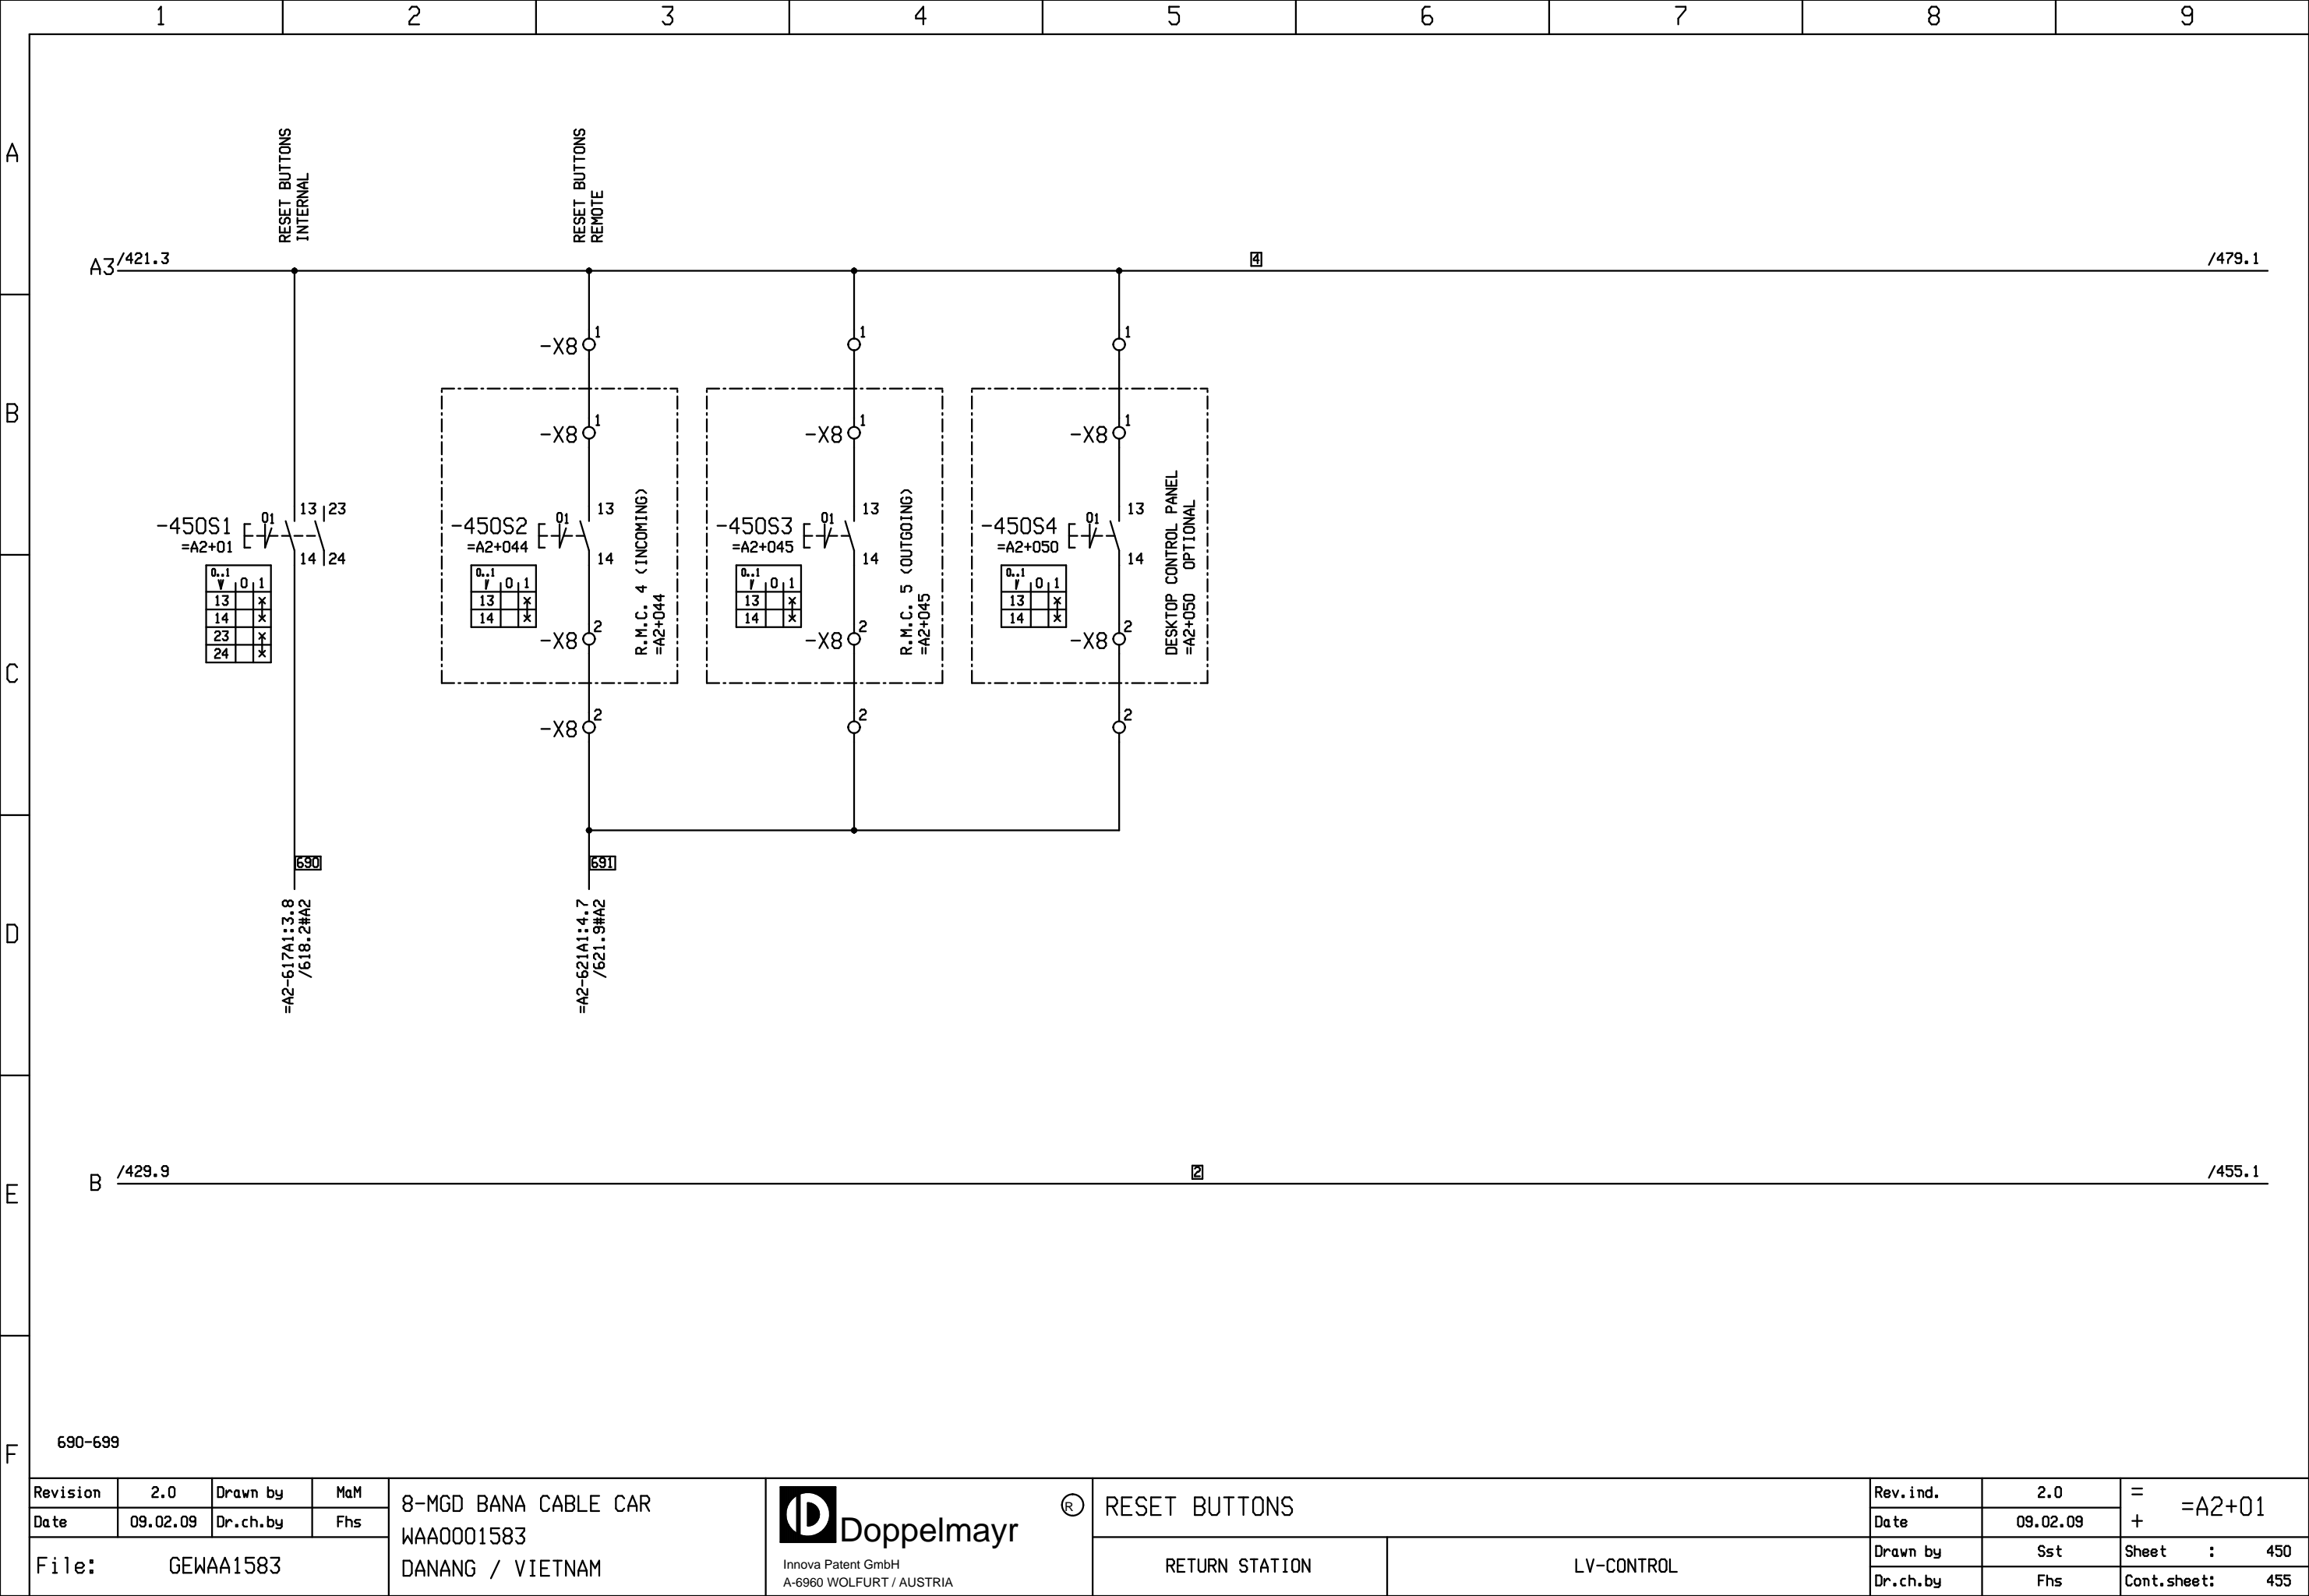 1 2 3 4 5 6 7 8 9
A
B
C
D
E
F
RESET BUTTONS
INTERNAL
RESET BUTTONS
REMOTE
A3 /421.3
4
/479.1
-X8 1
1
1
-X8 1
-X8 1
-X8 1
-450S1
=A2+01
01
13 23
14 24
0..1 0 1
13 x
14 x
23 x
24 x
-450S2
=A2+044
01
13
14
0..1 0 1
13 x
14 x
R.M.C. 4 (INCOMING)
=A2+044
-450S3
=A2+045
01
13
14
0..1 0 1
13 x
14 x
R.M.C. 5 (OUTGOING)
=A2+045
-450S4
=A2+050
01
13
14
0..1 0 1
13 x
14 x
DESKTOP CONTROL PANEL
=A2+050 OPTIONAL
-X8 2
-X8 2
-X8 2
-X8 2
2
2
690
691
=A2-617A1:3.8
/618.2#A2
=A2-621A1:4.7
/621.9#A2
B /429.9
2
/455.1
690-699
Revision 2.0 Drawn by MaM
Date 09.02.09 Dr.ch.by Fhs
File: GEWAA1583
8-MGD BANA CABLE CAR
WAA0001583
DANANG / VIETNAM
Doppelmayr
R
Innova Patent GmbH
A-6960 WOLFURT / AUSTRIA
RESET BUTTONS
RETURN STATION
LV-CONTROL
Rev.ind. 2.0
Date 09.02.09
Drawn by Sst
Dr.ch.by Fhs
= =A2+01
+
Sheet : 450
Cont.sheet: 455